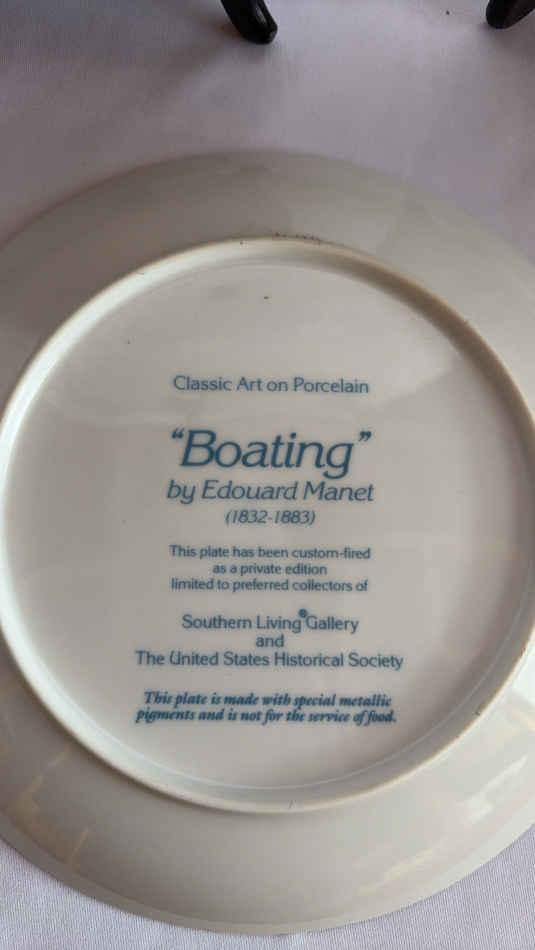 Classic Art on Porcelain
“Boating”
by Edouard Manet
(1832-1883)
This plate has been custom-fired
as a private edition
limited to preferred collectors of
Southern Living® Gallery
and
The United States Historical Society
This plate is made with special metallic
pigments and is not for the service of food.